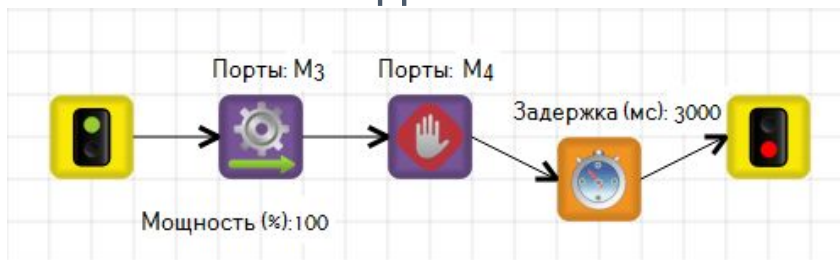 Порты: М3
Порты: М4
Задержка (мс): 3000
Мощность (%):100